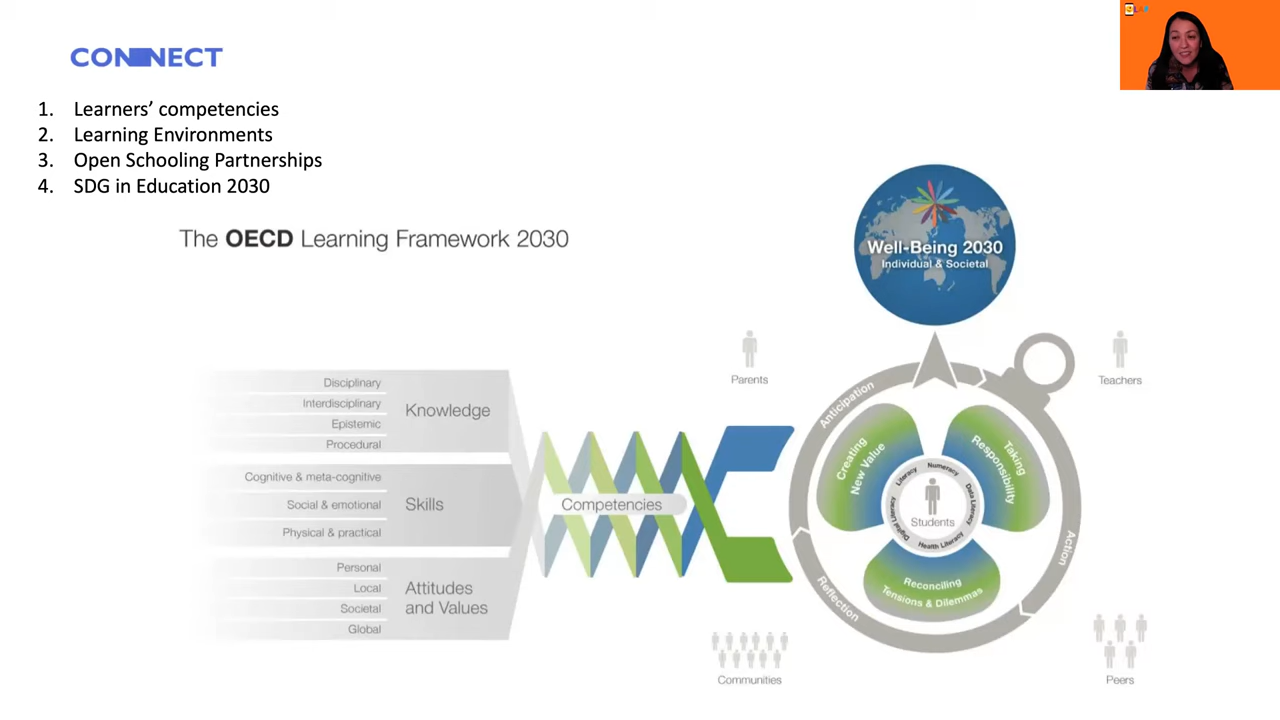 CONNECT
1. Learners' competencies
2. Learning Environments
3. Open Schooling Partnerships
4. SDG in Education 2030
The OECD Learning Framework 2030
Well-Being 2030
Individual & Societal
Parents
Teachers
Disciplinary
Interdisciplinary
Epistemic
Procedural
Knowledge
Cognitive & meta-cognitive
Social & emotional
Physical & practical
Skills
Personal
Local
Societal
Global
Attitudes
and Values
Competencies
Anticipation
Action
Reflection
Creating
New Value
Taking
Responsibility
Reconciling
Tensions & Dilemmas
Literacy
Numeracy
Data Literacy
Health Literacy
Digital Literacy
Students
Communities
Peers